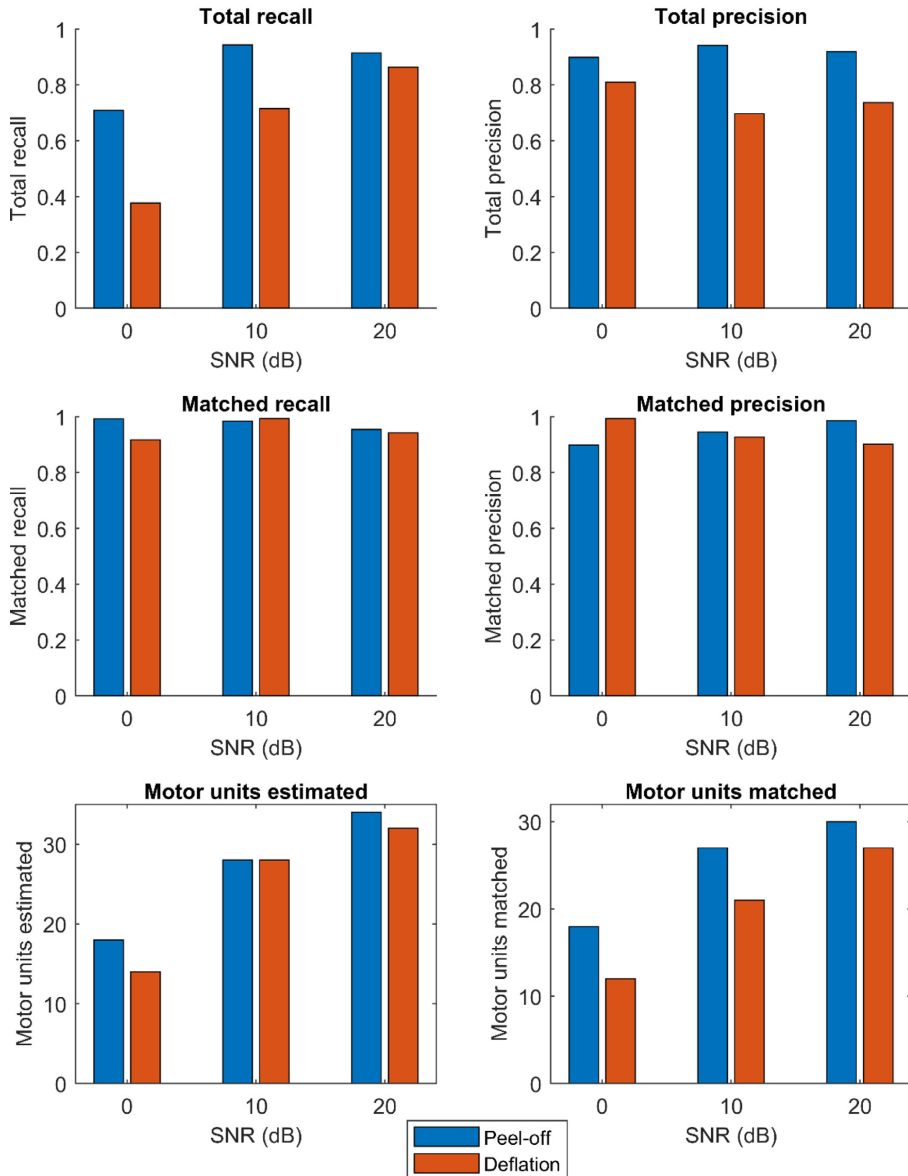 Total recall
Total recall
1
0.8
0.6
0.4
0.2
0
0
10
20
SNR (dB)
Total precision
Total precision
1
0.8
0.6
0.4
0.2
0
0
10
20
SNR (dB)
Matched recall
Matched recall
1
0.8
0.6
0.4
0.2
0
0
10
20
SNR (dB)
Matched precision
Matched precision
1
0.8
0.6
0.4
0.2
0
0
10
20
SNR (dB)
Motor units estimated
Motor units estimated
30
20
10
0
0
10
20
SNR (dB)
Motor units matched
Motor units matched
30
20
10
0
0
10
20
SNR (dB)
Peel-off
Deflation